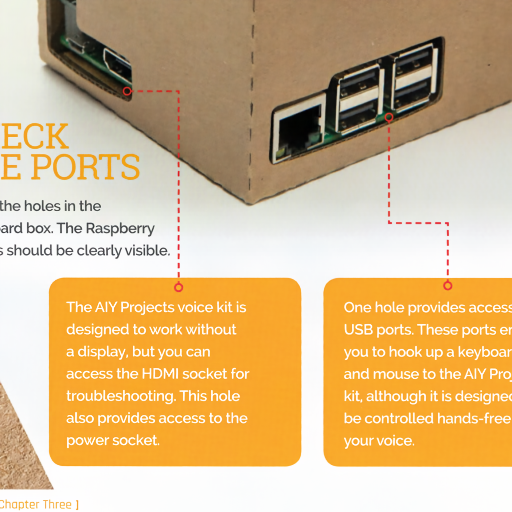 ECK
E PORTS
the holes in the
ard box. The Raspberry
s should be clearly visible.
The AIY Projects voice kit is
designed to work without
a display, but you can
access the HDMI socket for
troubleshooting. This hole
also provides access to the
power socket.
One hole provides access
USB ports. These ports en
you to hook up a keyboar
and mouse to the AIY Proj
kit, although it is designed
be controlled hands-free
your voice.
Chapter Three ]